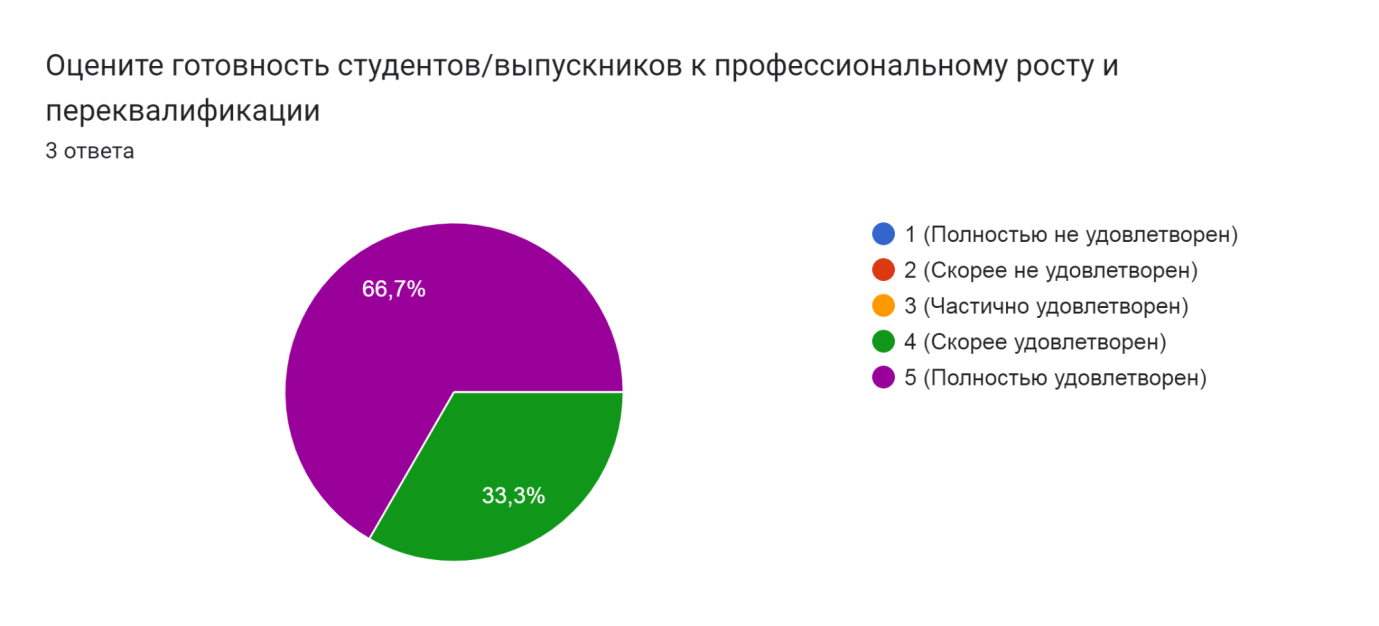 Оцените готовность студентов/выпускников к профессиональному росту и
переквалификации
3 ответа
66,7%
33,3%
1 (Полностью не удовлетворен)
2 (Скорее не удовлетворен)
3 (Частично удовлетворен)
4 (Скорее удовлетворен)
5 (Полностью удовлетворен)